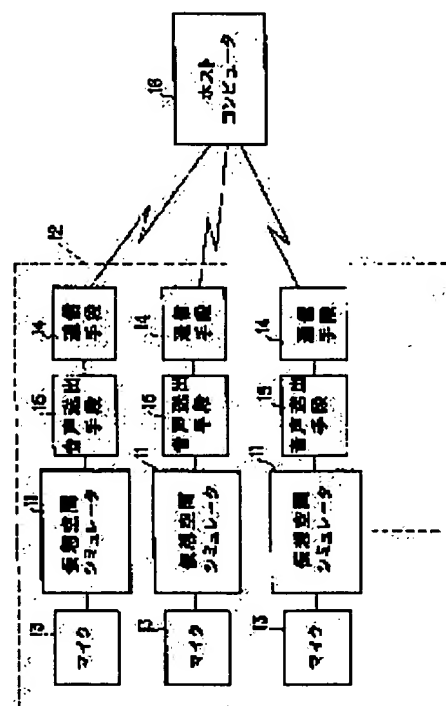 13
マイク
13
マイク
13
マイク
11
仮想空間
シミュレータ
11
仮想空間
シミュレータ
11
仮想空間
シミュレータ
15
音声送出
手段
音声送出
手段
音声送出
手段
14
通信
手段
14
通信
手段
14
通信
手段
12
ホスト
コンピュータ